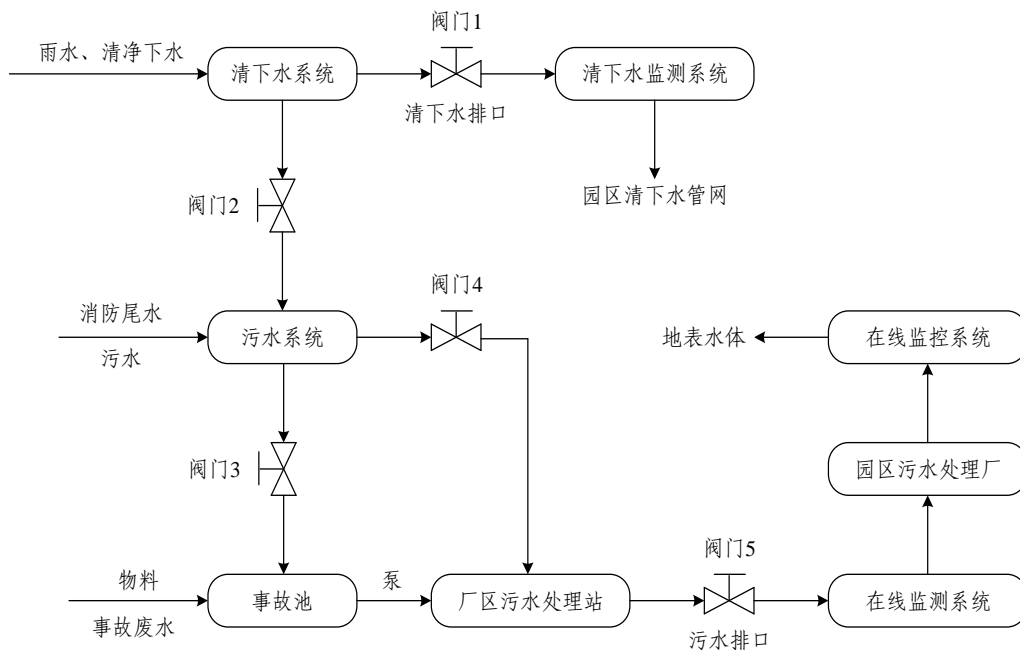 阀门1
雨水、清净下水
清下水系统
清下水监测系统
清下水排口
阀门2
园区清下水管网
阀门4
消防尾水
污水系统
地表水体
在线监控系统
污水
阀门3
园区污水处理厂
阀门5
物料
泵
事故池
厂区污水处理站
在线监测系统
事故废水
污水排口